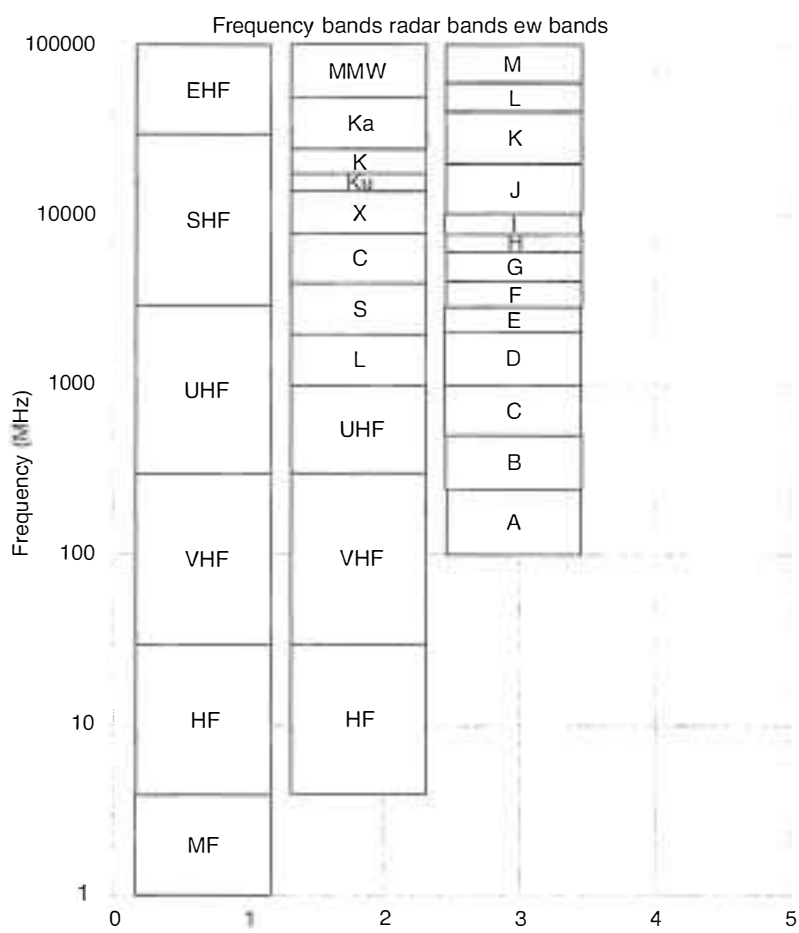 Frequency bands radar bands ew bands
100000
10000
1000
100
10
1
Frequency (MHz)
EHF
SHF
UHF
VHF
HF
MF
MMW
Ka
K
Ku
X
C
S
L
UHF
VHF
HF
M
L
K
J
I
H
G
F
E
D
C
B
A
0 1 2 3 4 5